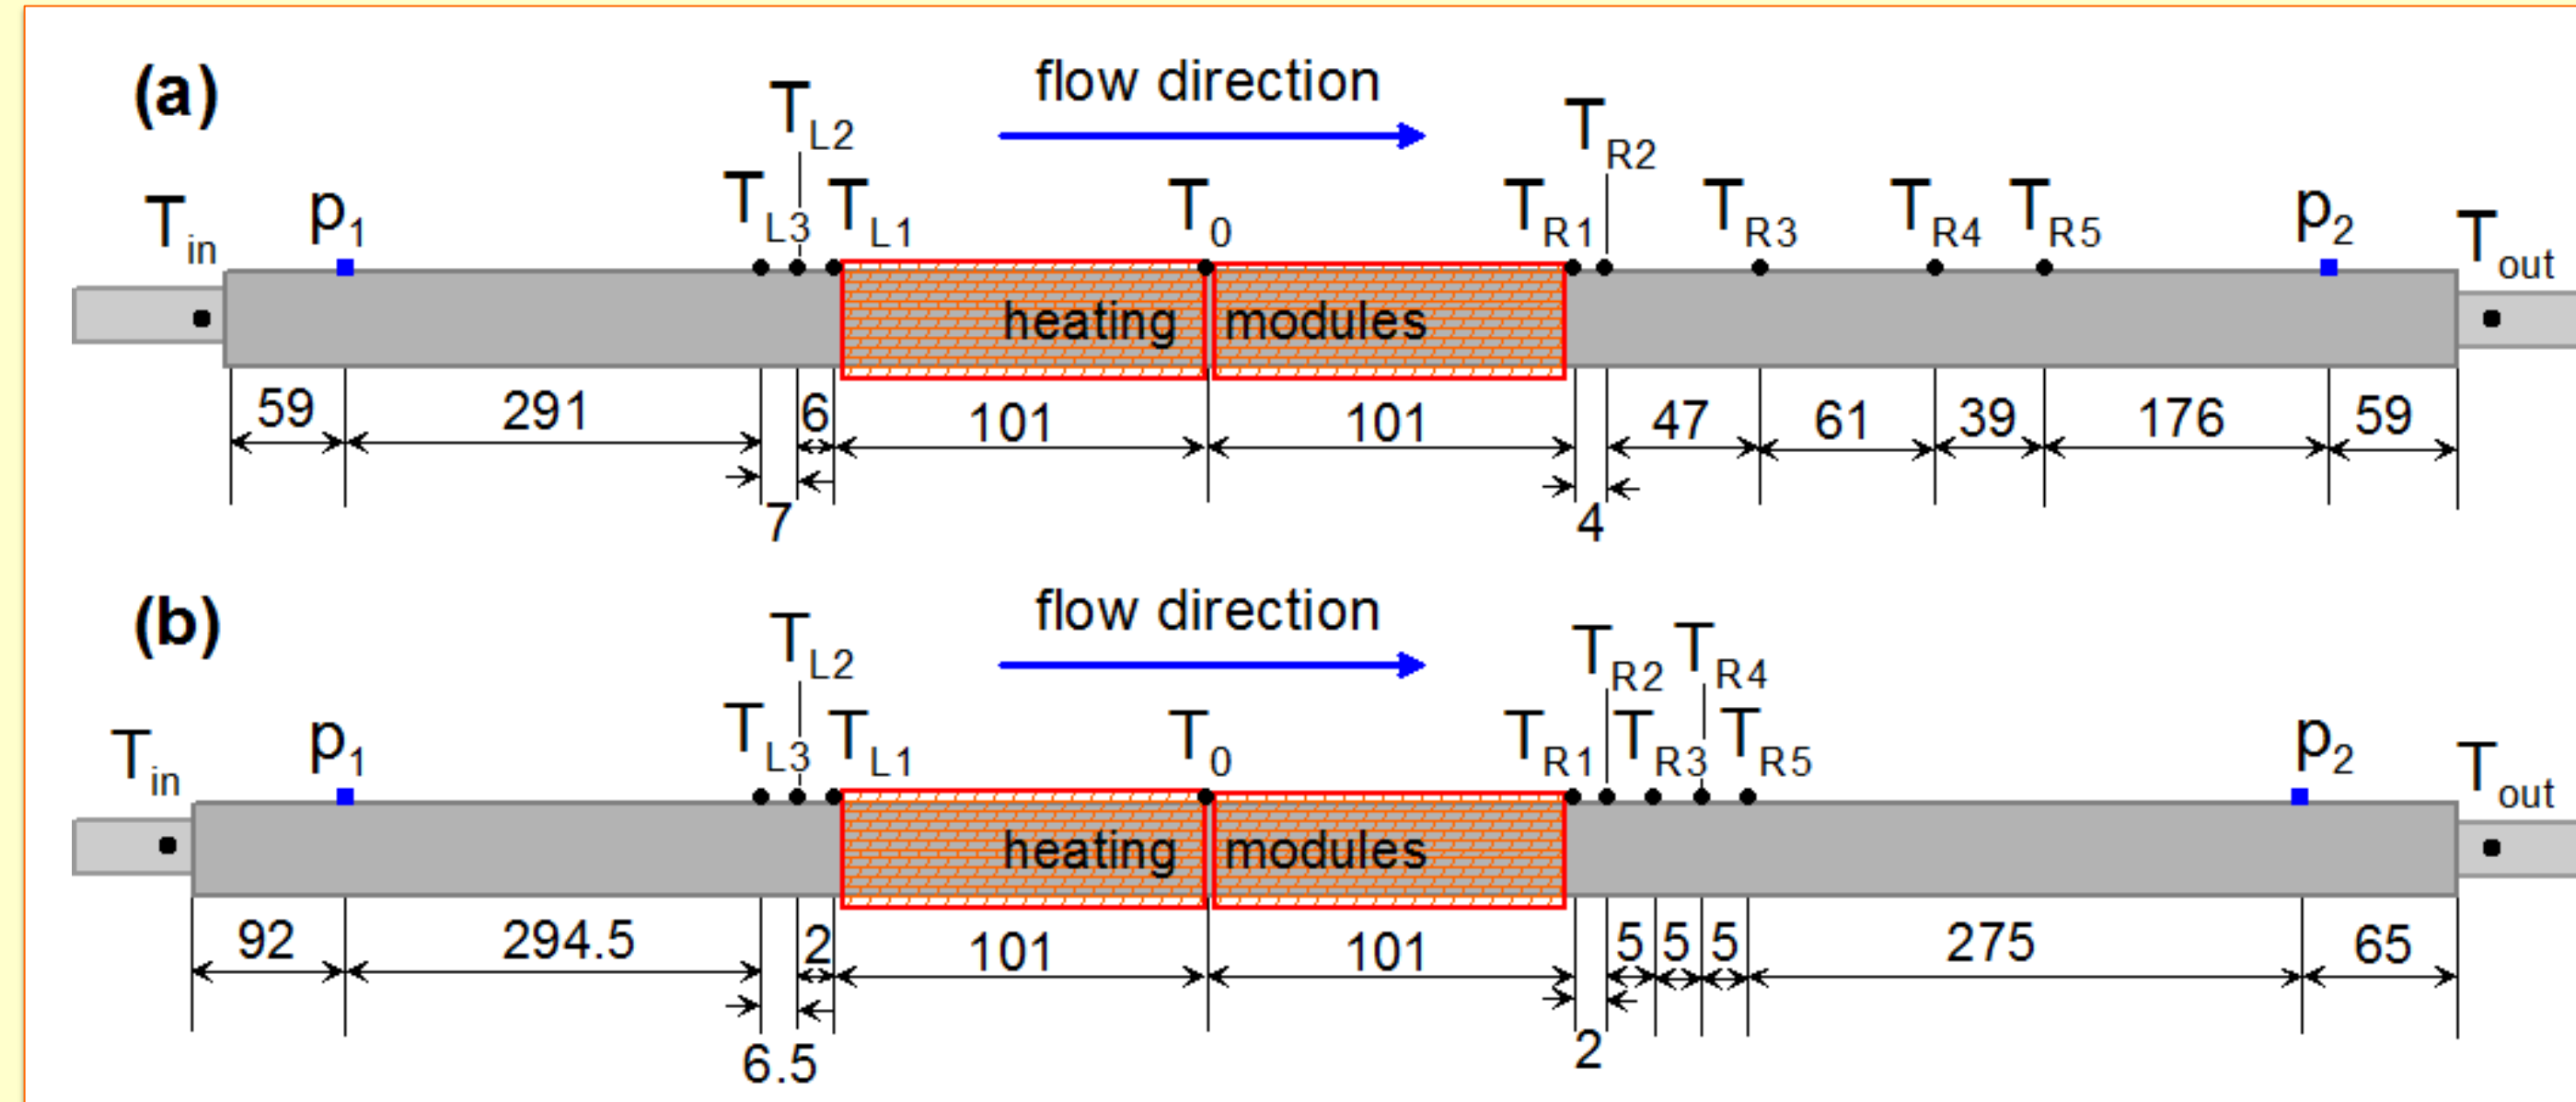 (a)
flow direction
T_L2
T_R2
T_in p_1 T_L3 T_L1 T_0 T_R1 T_R3 T_R4 T_R5 p_2 T_out
heating modules
59 291 6 101 101 47 61 39 176 59
7 4
(b)
flow direction
T_L2 T_R2 T_R4
T_in p_1 T_L3 T_L1 T_0 T_R1 T_R3 T_R5 p_2 T_out
heating modules
92 294.5 2 101 101 5 5 5 275 65
6.5 2